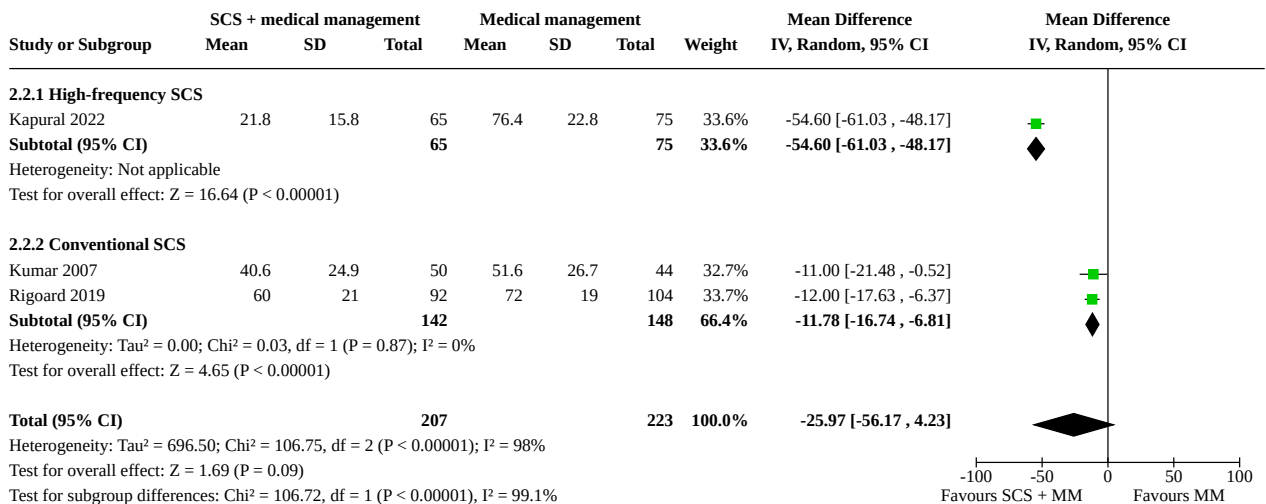 SCS + medical management Medical management Mean Difference Mean Difference
Study or Subgroup Mean SD Total Mean SD Total Weight IV, Random, 95% CI IV, Random, 95% CI
2.2.1 High-frequency SCS
Kapural 2022 21.8 15.8 65 76.4 22.8 75 33.6% -54.60 [-61.03 , -48.17]
Subtotal (95% CI) 65 75 33.6% -54.60 [-61.03 , -48.17]
Heterogeneity: Not applicable
Test for overall effect: Z = 16.64 (P < 0.00001)
2.2.2 Conventional SCS
Kumar 2007 40.6 24.9 50 51.6 26.7 44 32.7% -11.00 [-21.48 , -0.52]
Rigoard 2019 60 21 92 72 19 104 33.7% -12.00 [-17.63 , -6.37]
Subtotal (95% CI) 142 148 66.4% -11.78 [-16.74 , -6.81]
Heterogeneity: Tau² = 0.00; Chi² = 0.03, df = 1 (P = 0.87); I² = 0%
Test for overall effect: Z = 4.65 (P < 0.00001)
Total (95% CI) 207 223 100.0% -25.97 [-56.17 , 4.23]
Heterogeneity: Tau² = 696.50; Chi² = 106.75, df = 2 (P < 0.00001); I² = 98%
Test for overall effect: Z = 1.69 (P = 0.09) -100 -50 0 50 100
Test for subgroup differences: Chi² = 106.72, df = 1 (P < 0.00001), I² = 99.1% Favours SCS + MM Favours MM